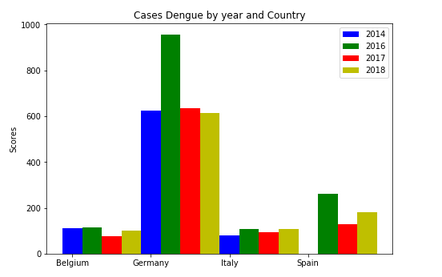 Cases Dengue by year and Country
1000
800
600
400
200
0
Scores
2014
2016
2017
2018
Belgium
Germany
Italy
Spain